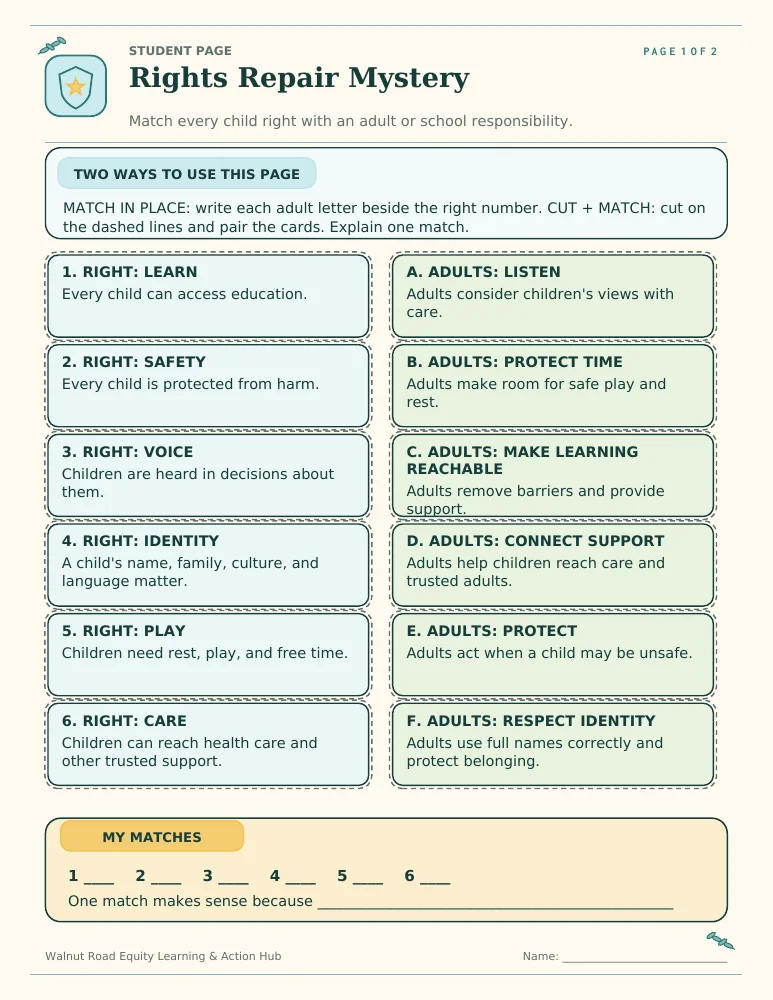 STUDENT PAGE
PAGE 1 OF 2
Rights Repair Mystery
Match every child right with an adult or school responsibility.
TWO WAYS TO USE THIS PAGE
MATCH IN PLACE: write each adult letter beside the right number. CUT + MATCH: cut on
the dashed lines and pair the cards. Explain one match.
1. RIGHT: LEARN
Every child can access education.
A. ADULTS: LISTEN
Adults consider children's views with
care.
2. RIGHT: SAFETY
Every child is protected from harm.
B. ADULTS: PROTECT TIME
Adults make room for safe play and
rest.
3. RIGHT: VOICE
Children are heard in decisions about
them.
C. ADULTS: MAKE LEARNING
REACHABLE
Adults remove barriers and provide
support.
4. RIGHT: IDENTITY
A child's name, family, culture, and
language matter.
D. ADULTS: CONNECT SUPPORT
Adults help children reach care and
trusted adults.
5. RIGHT: PLAY
Children need rest, play, and free time.
E. ADULTS: PROTECT
Adults act when a child may be unsafe.
6. RIGHT: CARE
Children can reach health care and
other trusted support.
F. ADULTS: RESPECT IDENTITY
Adults use full names correctly and
protect belonging.
MY MATCHES
1 ____ 2 ____ 3 ____ 4 ____ 5 ____ 6 ____
One match makes sense because ____________________
Walnut Road Equity Learning & Action Hub
Name: ____________________